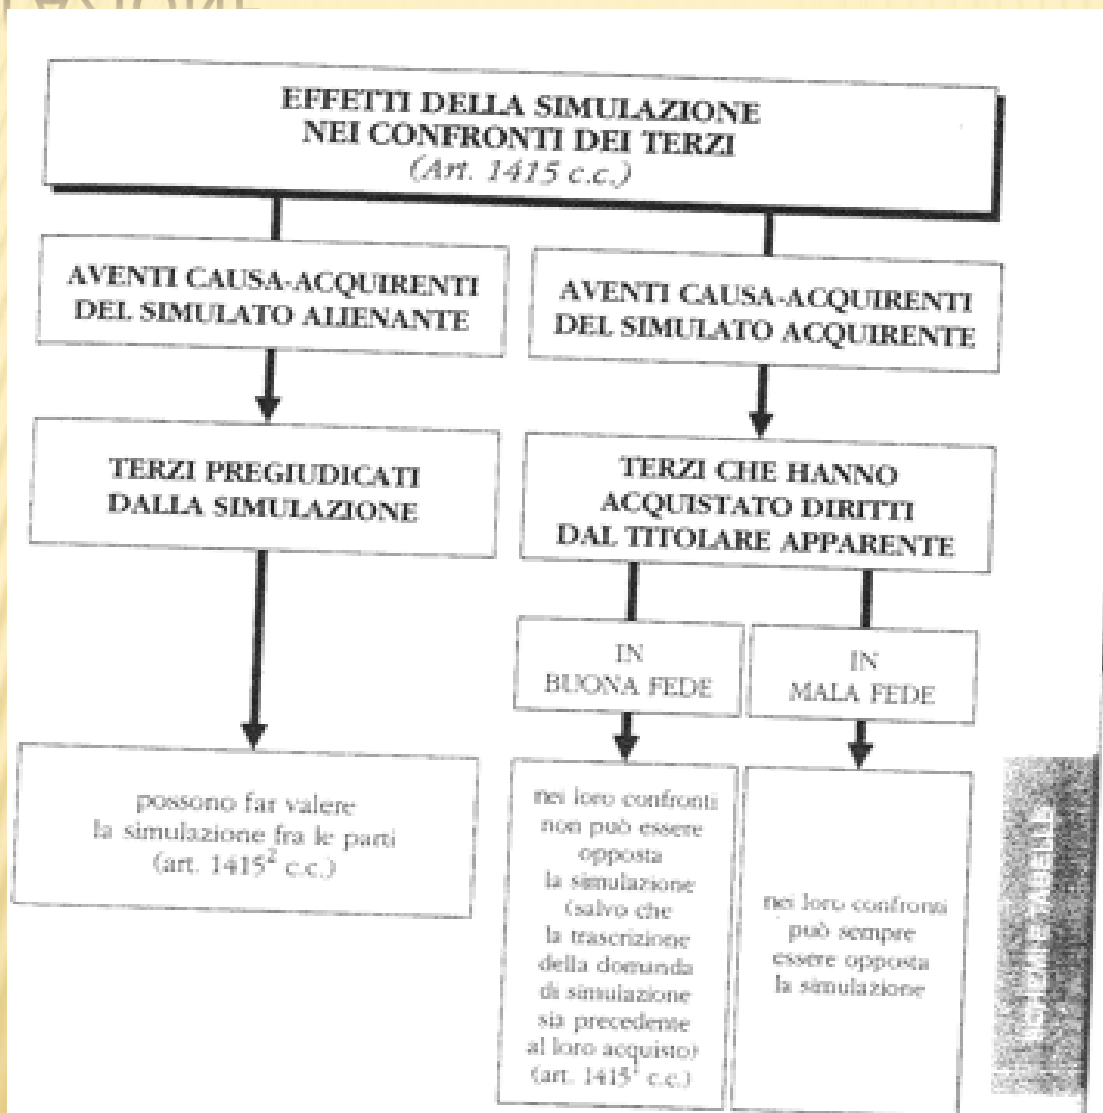 EFFETTI DELLA SIMULAZIONE
NEI CONFRONTI DEI TERZI
(Art. 1415 c.c.)
AVENTI CAUSA-ACQUIRENTI
DEL SIMULATO ALIENANTE
AVENTI CAUSA-ACQUIRENTI
DEL SIMULATO ACQUIRENTE
TERZI PREGIUDICATI
DALLA SIMULAZIONE
TERZI CHE HANNO
ACQUISTATO DIRITTI
DAL TITOLARE APPARENTE
IN
BUONA FEDE
IN
MALA FEDE
possono far valere
la simulazione fra le parti
(art. 1415² c.c.)
nei loro confronti
non può essere
opposta
la simulazione
(salvo che
la trascrizione
della domanda
di simulazione
sia precedente
al loro acquisto)
(art. 1415¹ c.c.)
nei loro confronti
può sempre
essere opposta
la simulazione